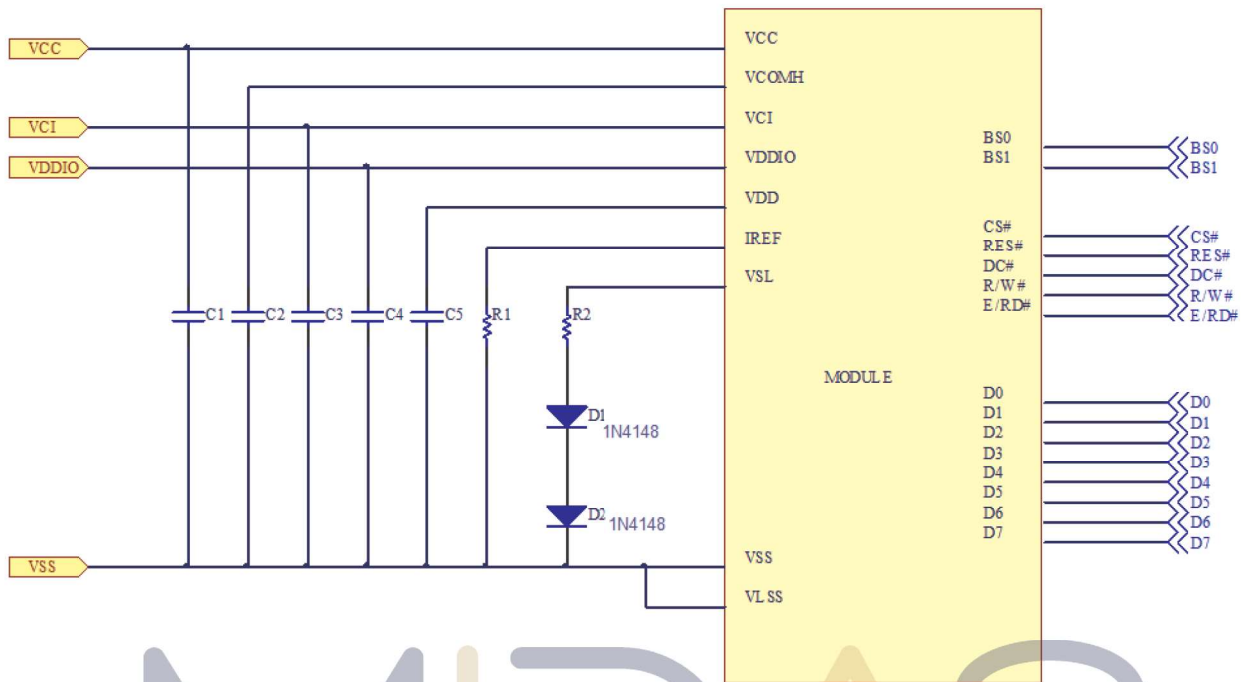 VCC
VCI
VDDIO
VSS
C1
C2
C3
C4
C5
R1
R2
D1
1N4148
D2
1N4148
VCC
VCOMH
VCI
VDDIO
VDD
IREF
VSL
MODULE
VSS
VLSS
BS0
BS1
CS#
RES#
DC#
R/W#
E/RD#
D0
D1
D2
D3
D4
D5
D6
D7
BS0
BS1
CS#
RES#
DC#
R/W#
E/RD#
D0
D1
D2
D3
D4
D5
D6
D7